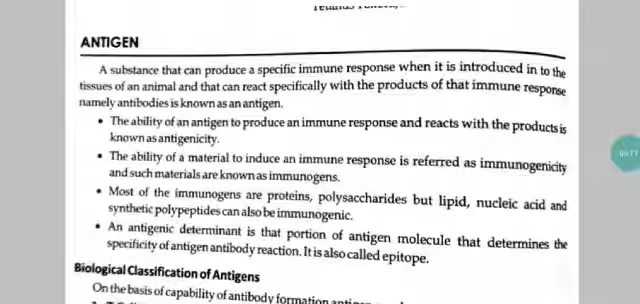 ANTIGEN
A substance that can produce a specific immune response when it is introduced in to the
tissues of an animal and that can react specifically with the products of that immune response
namely antibodies is known as an antigen.
• The ability of an antigen to produce an immune response and reacts with the products is
known as antigenicity.
• The ability of a material to induce an immune response is referred as immunogenicity
and such materials are known as immunogens.
• Most of the immunogens are proteins, polysaccharides but lipid, nucleic acid and
synthetic polypeptides can also be immunogenic.
• An antigenic determinant is that portion of antigen molecule that determines the
specificity of antigen antibody reaction. It is also called epitope.
Biological Classification of Antigens
On the basis of capability of antibody formation